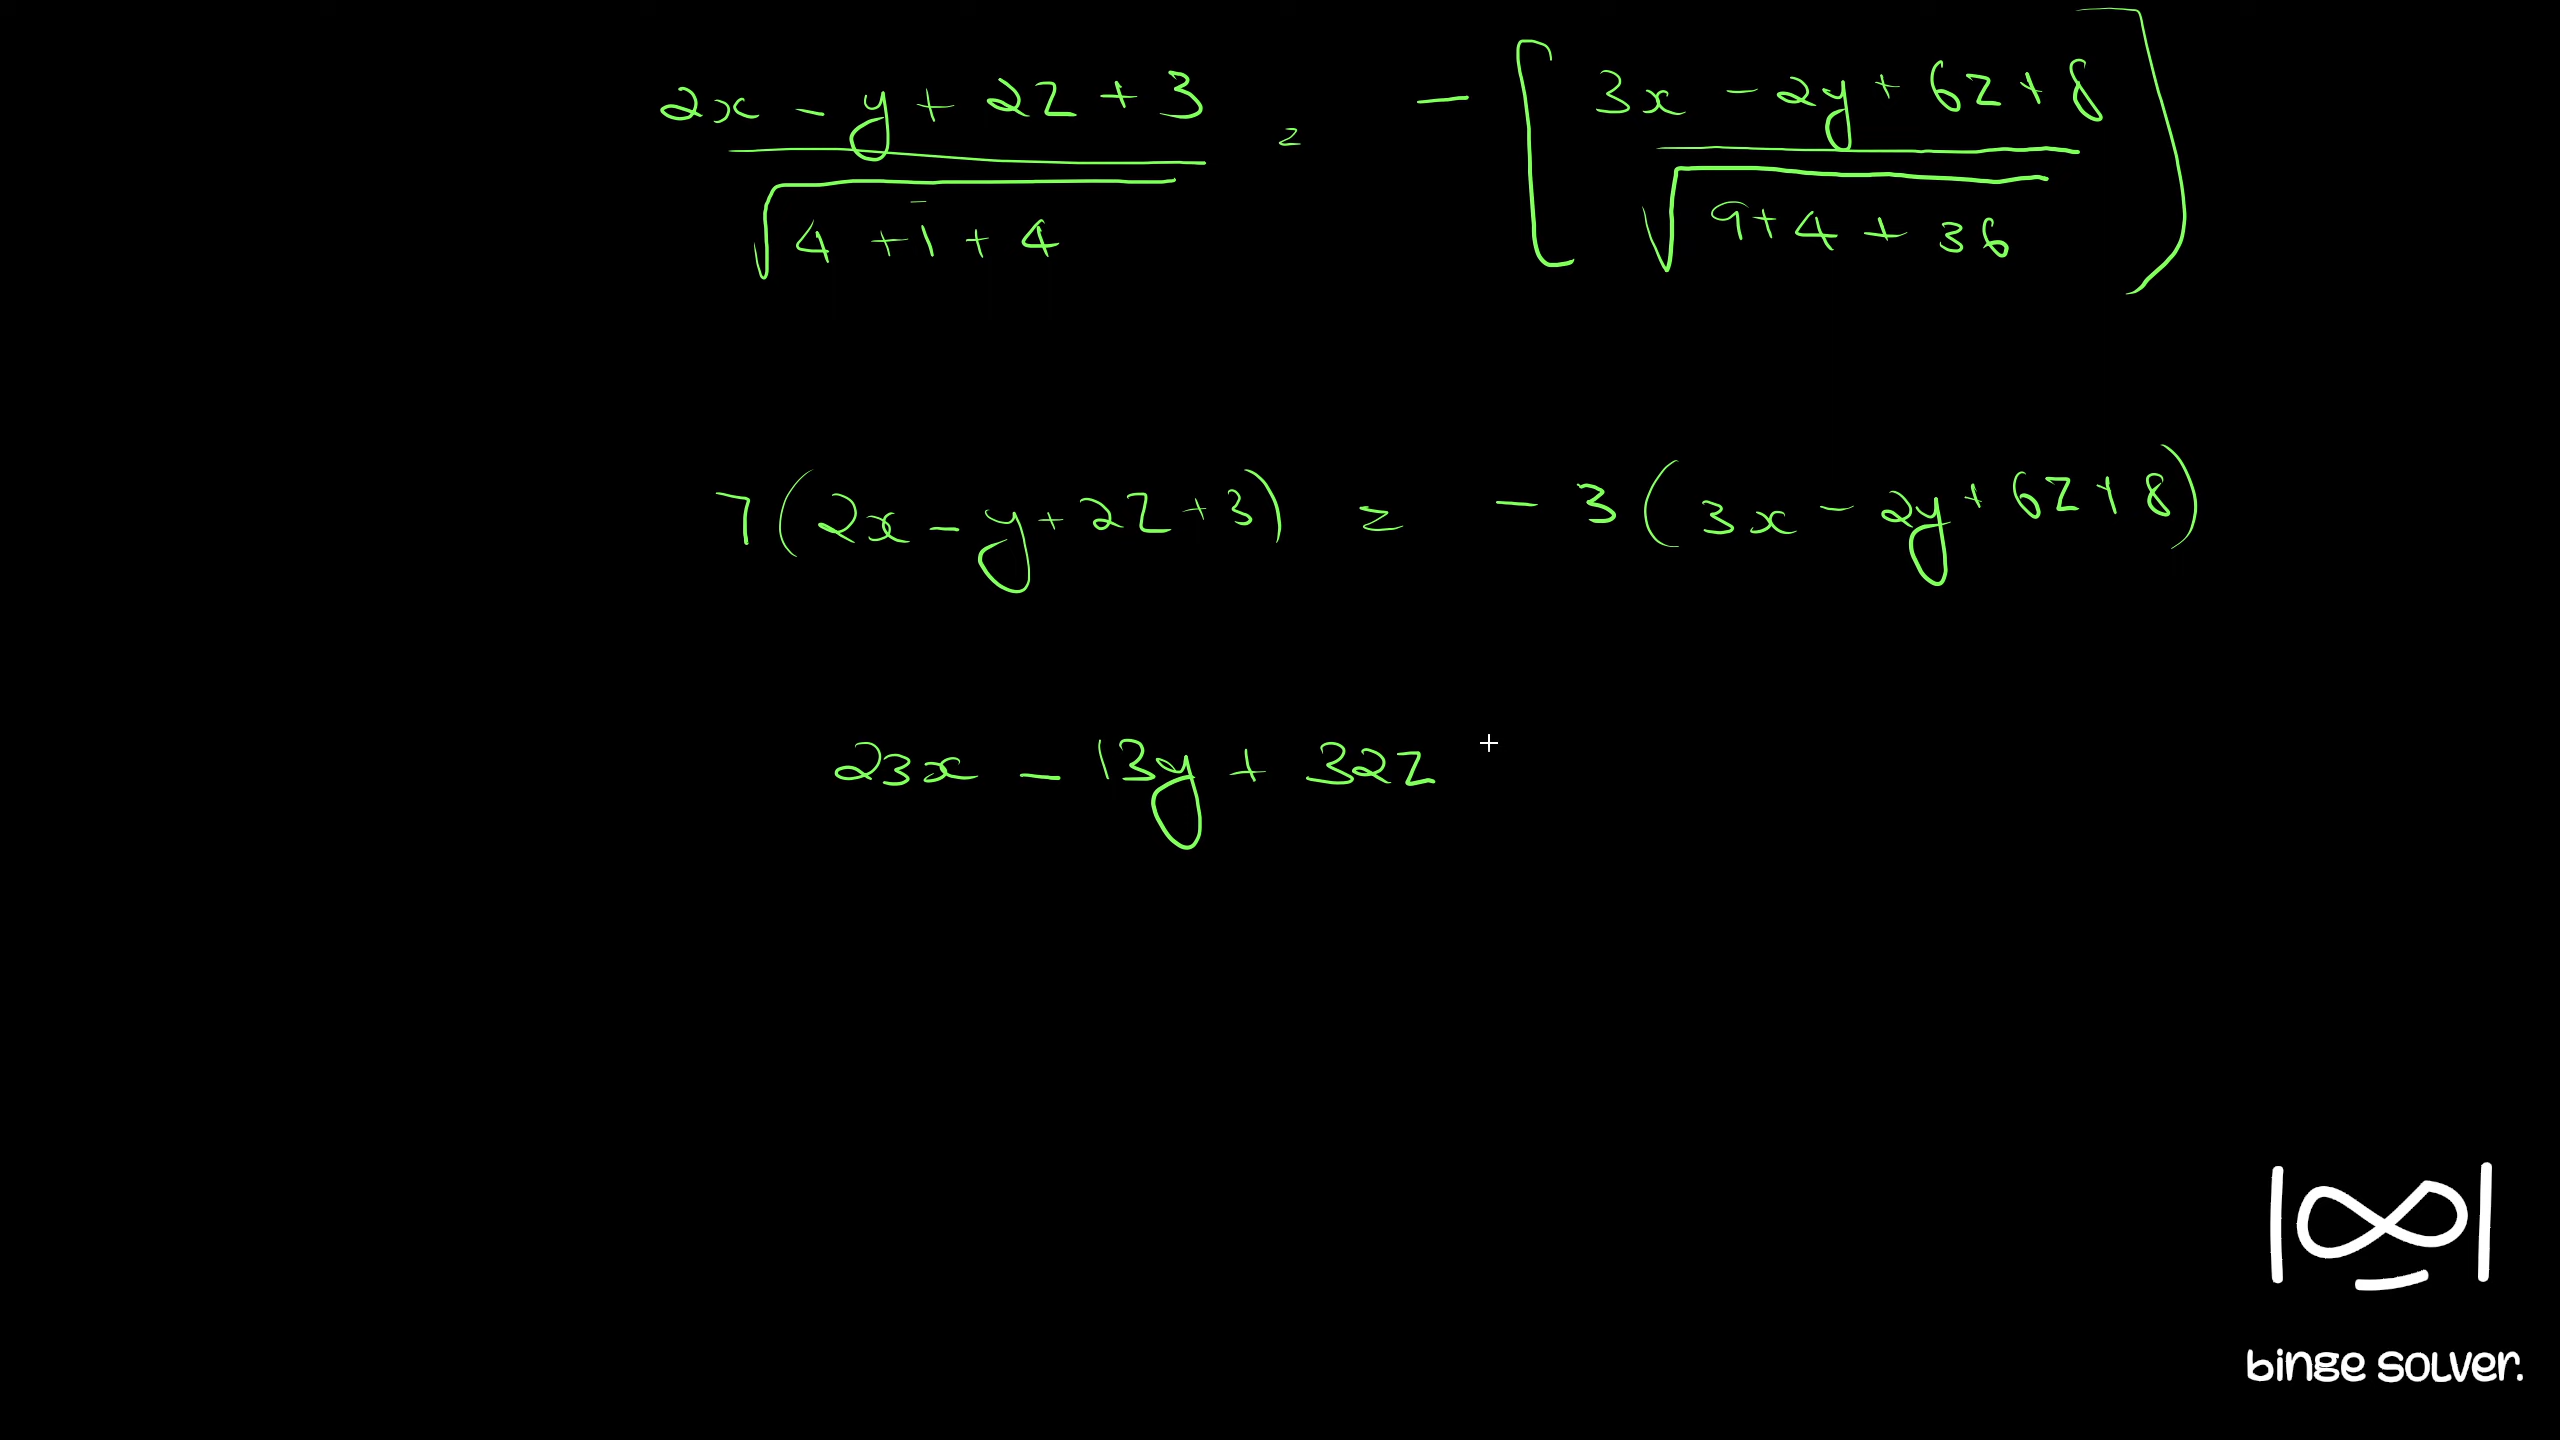 2x - y + 2z + 3 = - [ 3x - 2y + 6z + 8 ]
√4 + 1 + 4 √9 + 4 + 36
7(2x - y + 2z + 3) = - 3(3x - 2y + 6z + 8)
23x - 13y + 32z
binge solver.